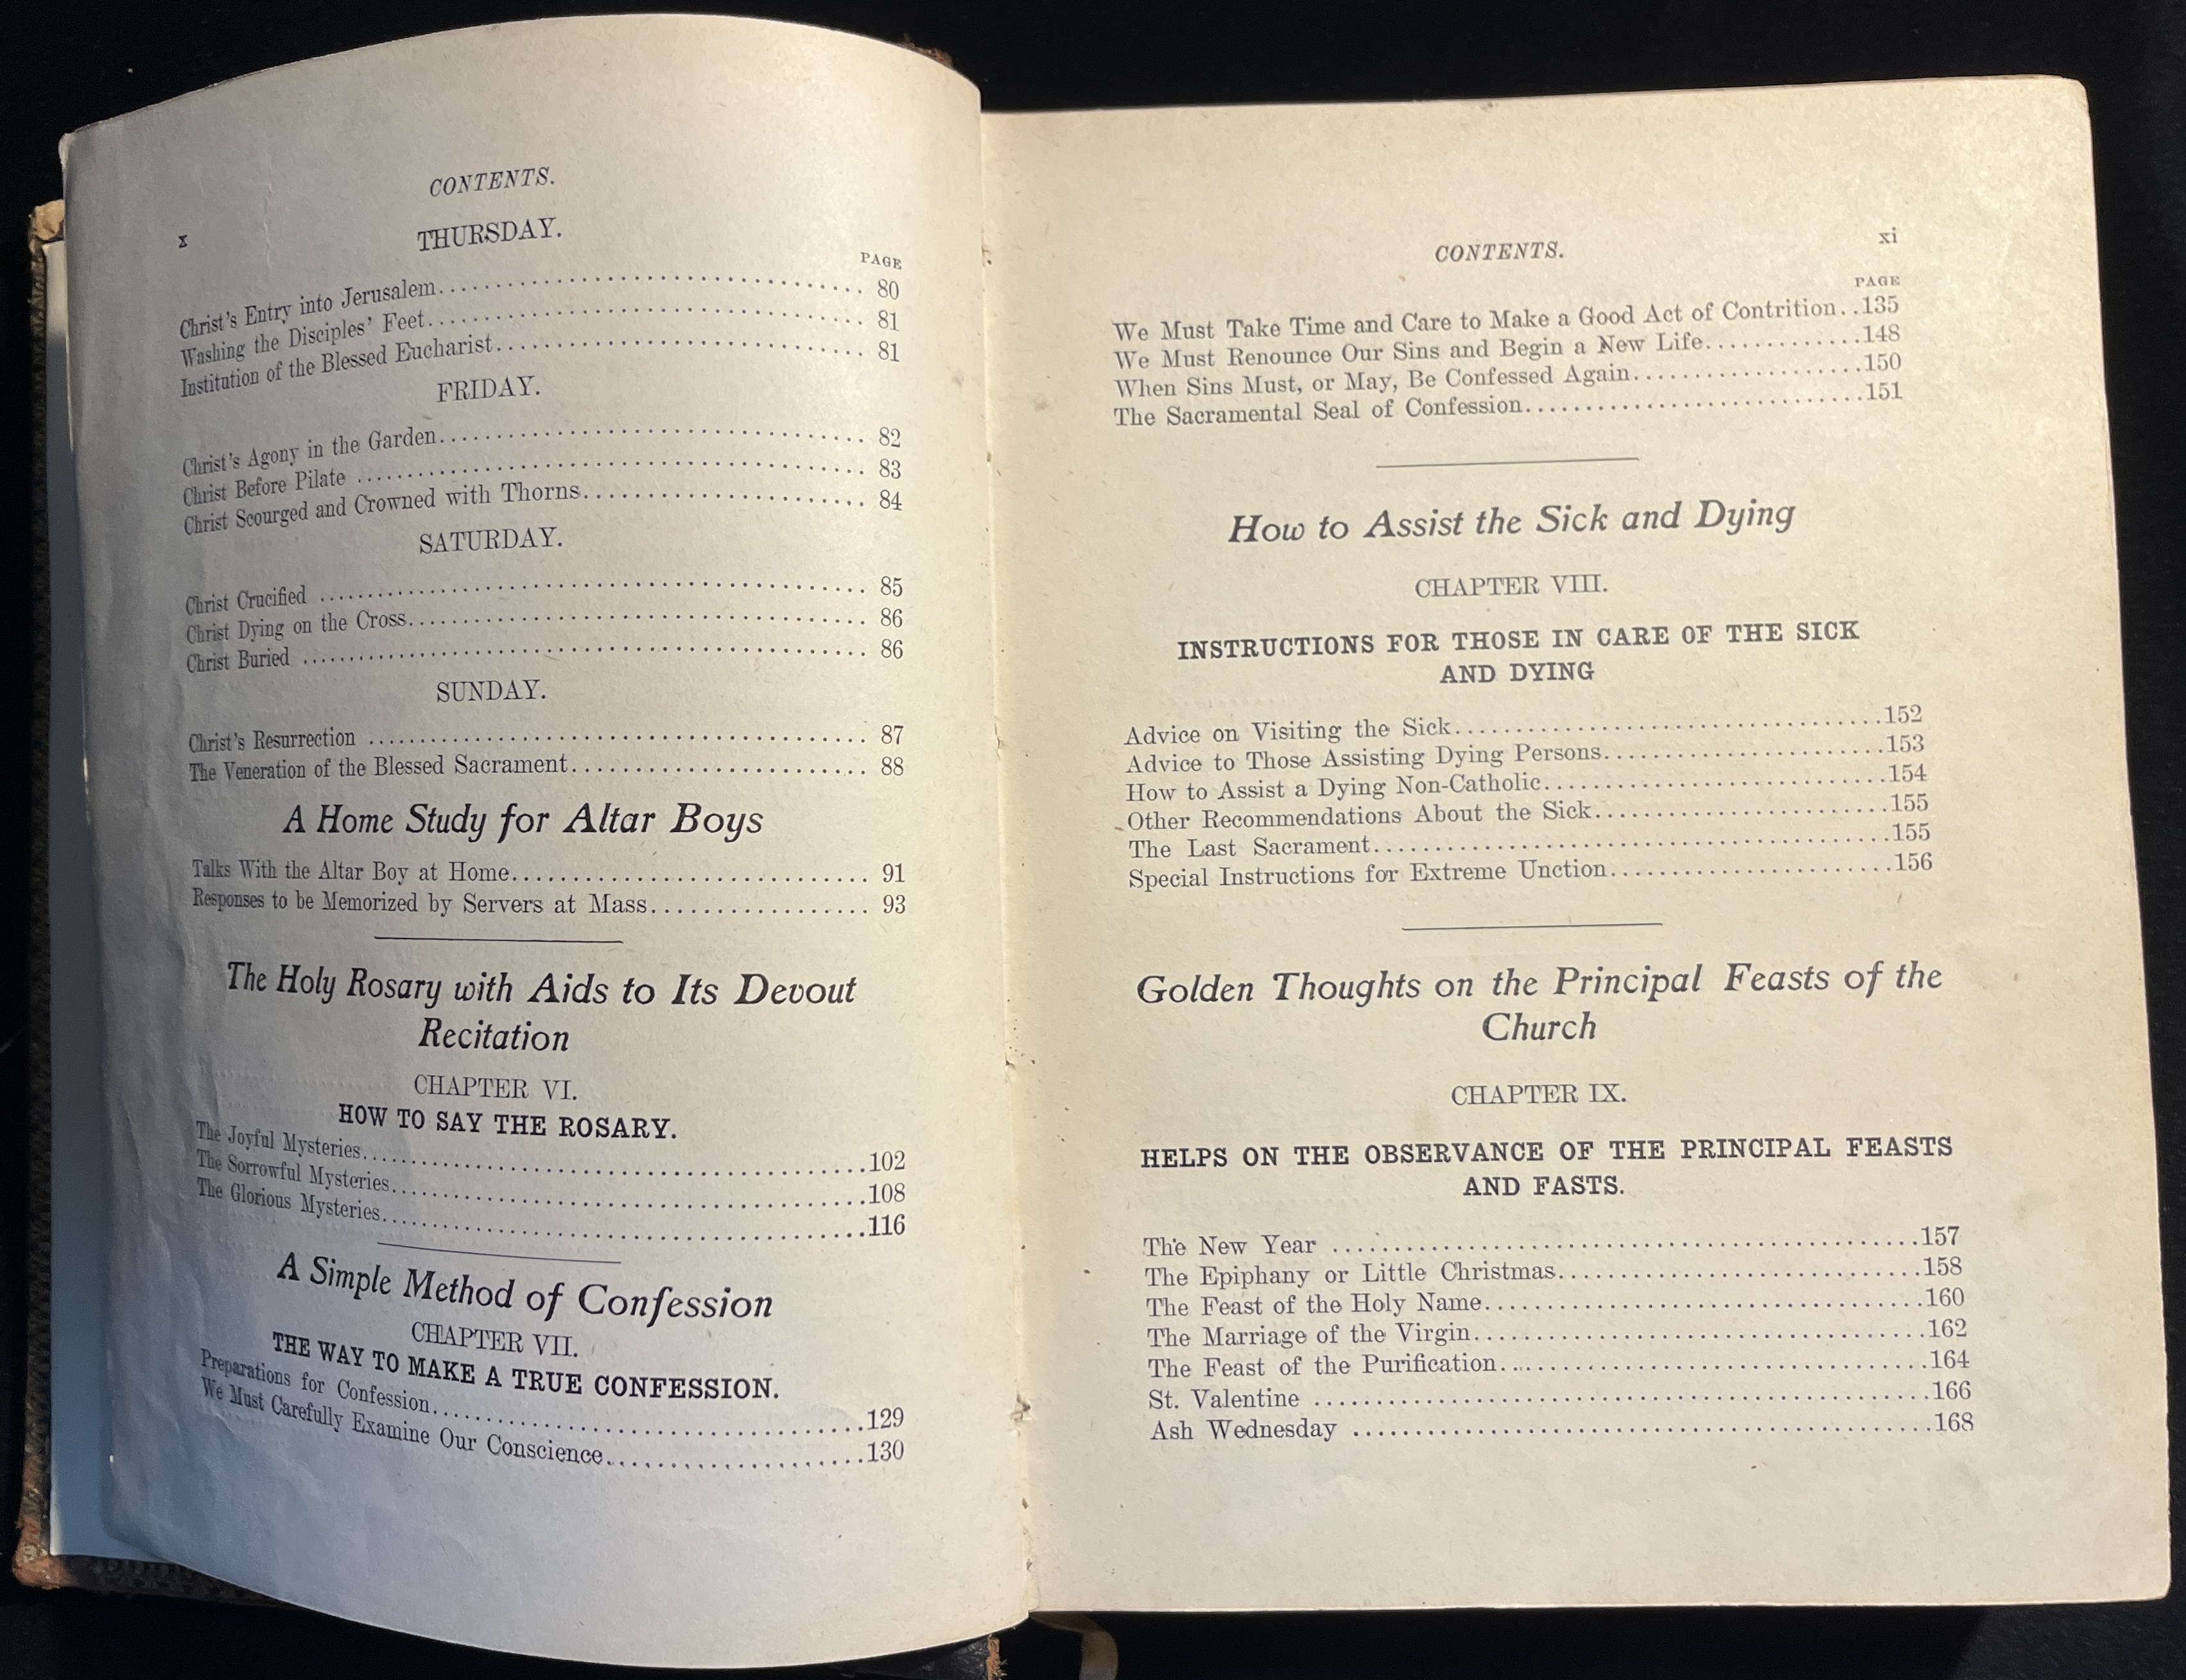 CONTENTS.
x
THURSDAY.
PAGE
Christ's Entry into Jerusalem........................................ 80
Washing the Disciples' Feet........................................ 81
Institution of the Blessed Eucharist................................ 81
FRIDAY.
Christ's Agony in the Garden........................................ 82
Christ Before Pilate ............................................... 83
Christ Scourged and Crowned with Thorns........................ 84
SATURDAY.
Christ Crucified ................................................... 85
Christ Dying on the Cross.......................................... 86
Christ Buried ...................................................... 86
SUNDAY.
Christ's Resurrection .............................................. 87
The Veneration of the Blessed Sacrament......................... 88
A Home Study for Altar Boys
Talks With the Altar Boy at Home................................ 91
Responses to be Memorized by Servers at Mass.................. 93
The Holy Rosary with Aids to Its Devout
Recitation
CHAPTER VI.
HOW TO SAY THE ROSARY.
The Joyful Mysteries..............................................102
The Sorrowful Mysteries...........................................108
The Glorious Mysteries............................................116
A Simple Method of Confession
CHAPTER VII.
THE WAY TO MAKE A TRUE CONFESSION.
Preparations for Confession.......................................129
We Must Carefully Examine Our Conscience........................130
CONTENTS.
xi
PAGE
We Must Take Time and Care to Make a Good Act of Contrition..135
We Must Renounce Our Sins and Begin a New Life.............148
When Sins Must, or May, Be Confessed Again...................150
The Sacramental Seal of Confession..............................151
How to Assist the Sick and Dying
CHAPTER VIII.
INSTRUCTIONS FOR THOSE IN CARE OF THE SICK
AND DYING
Advice on Visiting the Sick.....................................152
Advice to Those Assisting Dying Persons........................153
How to Assist a Dying Non-Catholic.............................154
Other Recommendations About the Sick..........................155
The Last Sacrament..............................................155
Special Instructions for Extreme Unction.......................156
Golden Thoughts on the Principal Feasts of the
Church
CHAPTER IX.
HELPS ON THE OBSERVANCE OF THE PRINCIPAL FEASTS
AND FASTS.
The New Year ...................................................157
The Epiphany or Little Christmas................................158
The Feast of the Holy Name.....................................160
The Marriage of the Virgin......................................162
The Feast of the Purification....................................164
St. Valentine ....................................................166
Ash Wednesday .................................................168